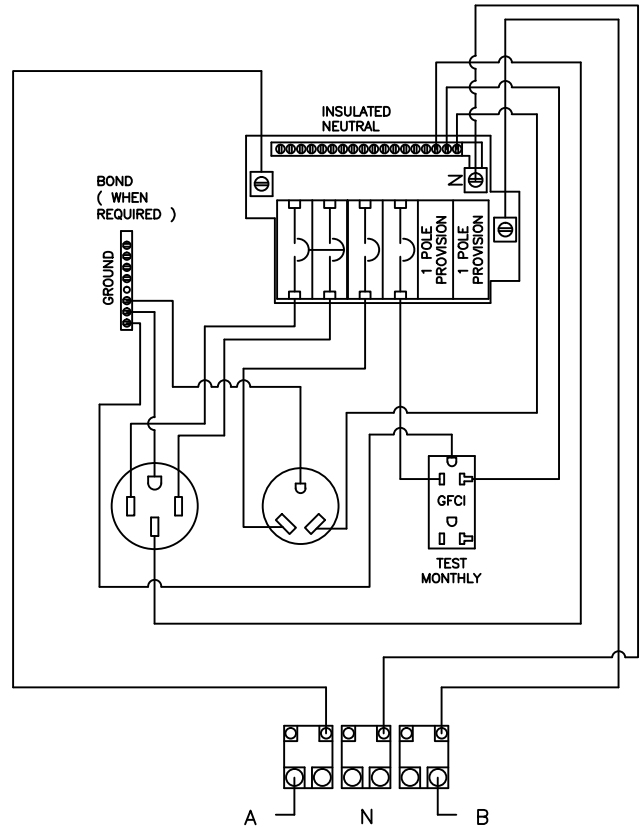 INSULATED
NEUTRAL
N
BOND
( WHEN
REQUIRED )
GROUND
1 POLE
PROVISION
1 POLE
PROVISION
GFCI
TEST
MONTHLY
A
N
B